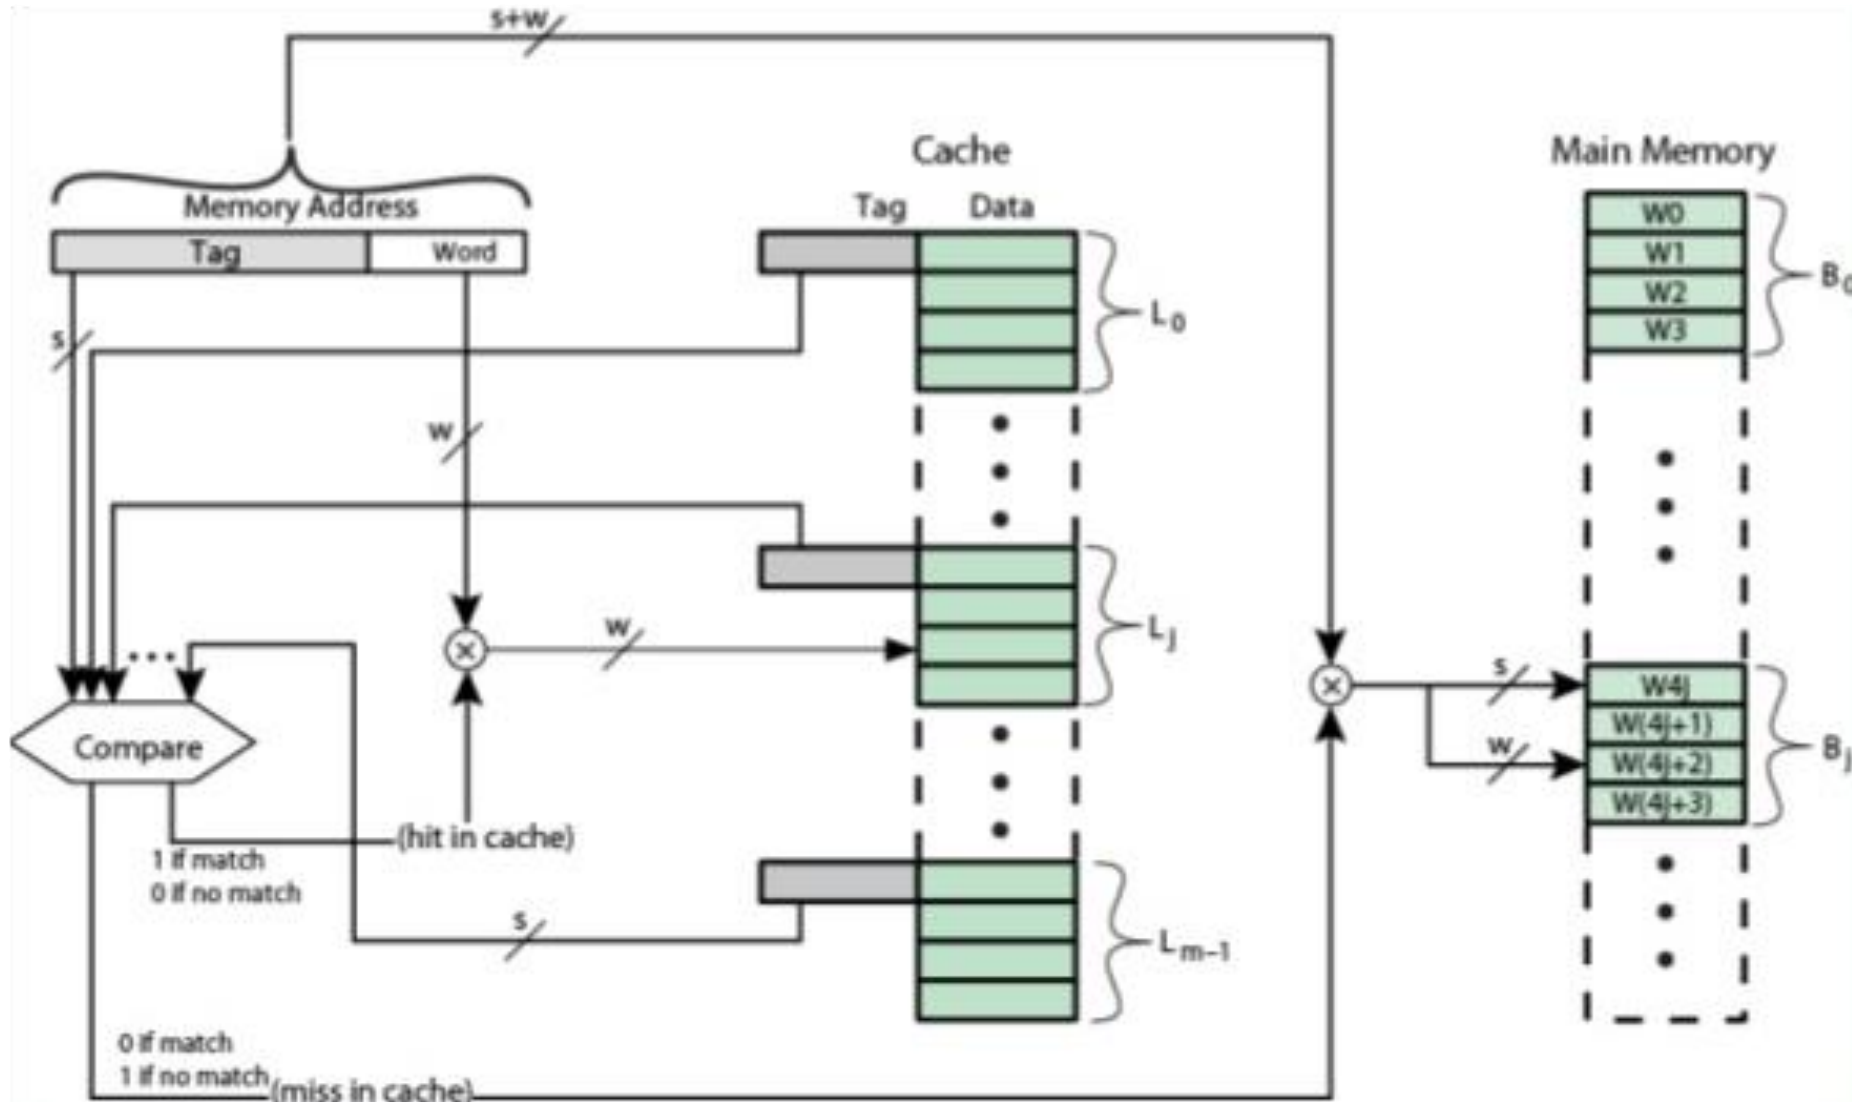 s+w
Cache
Main Memory
Memory Address
Tag Data
Tag Word
W0
W1
W2
W3
B0
L0
s
w
Lj
w
s
W4j
W(4j+1)
w
W(4j+2)
W(4j+3)
Bj
Compare
(hit in cache)
1 If match
0 If no match
s
Lm–1
0 If match
1 If no match
(miss in cache)